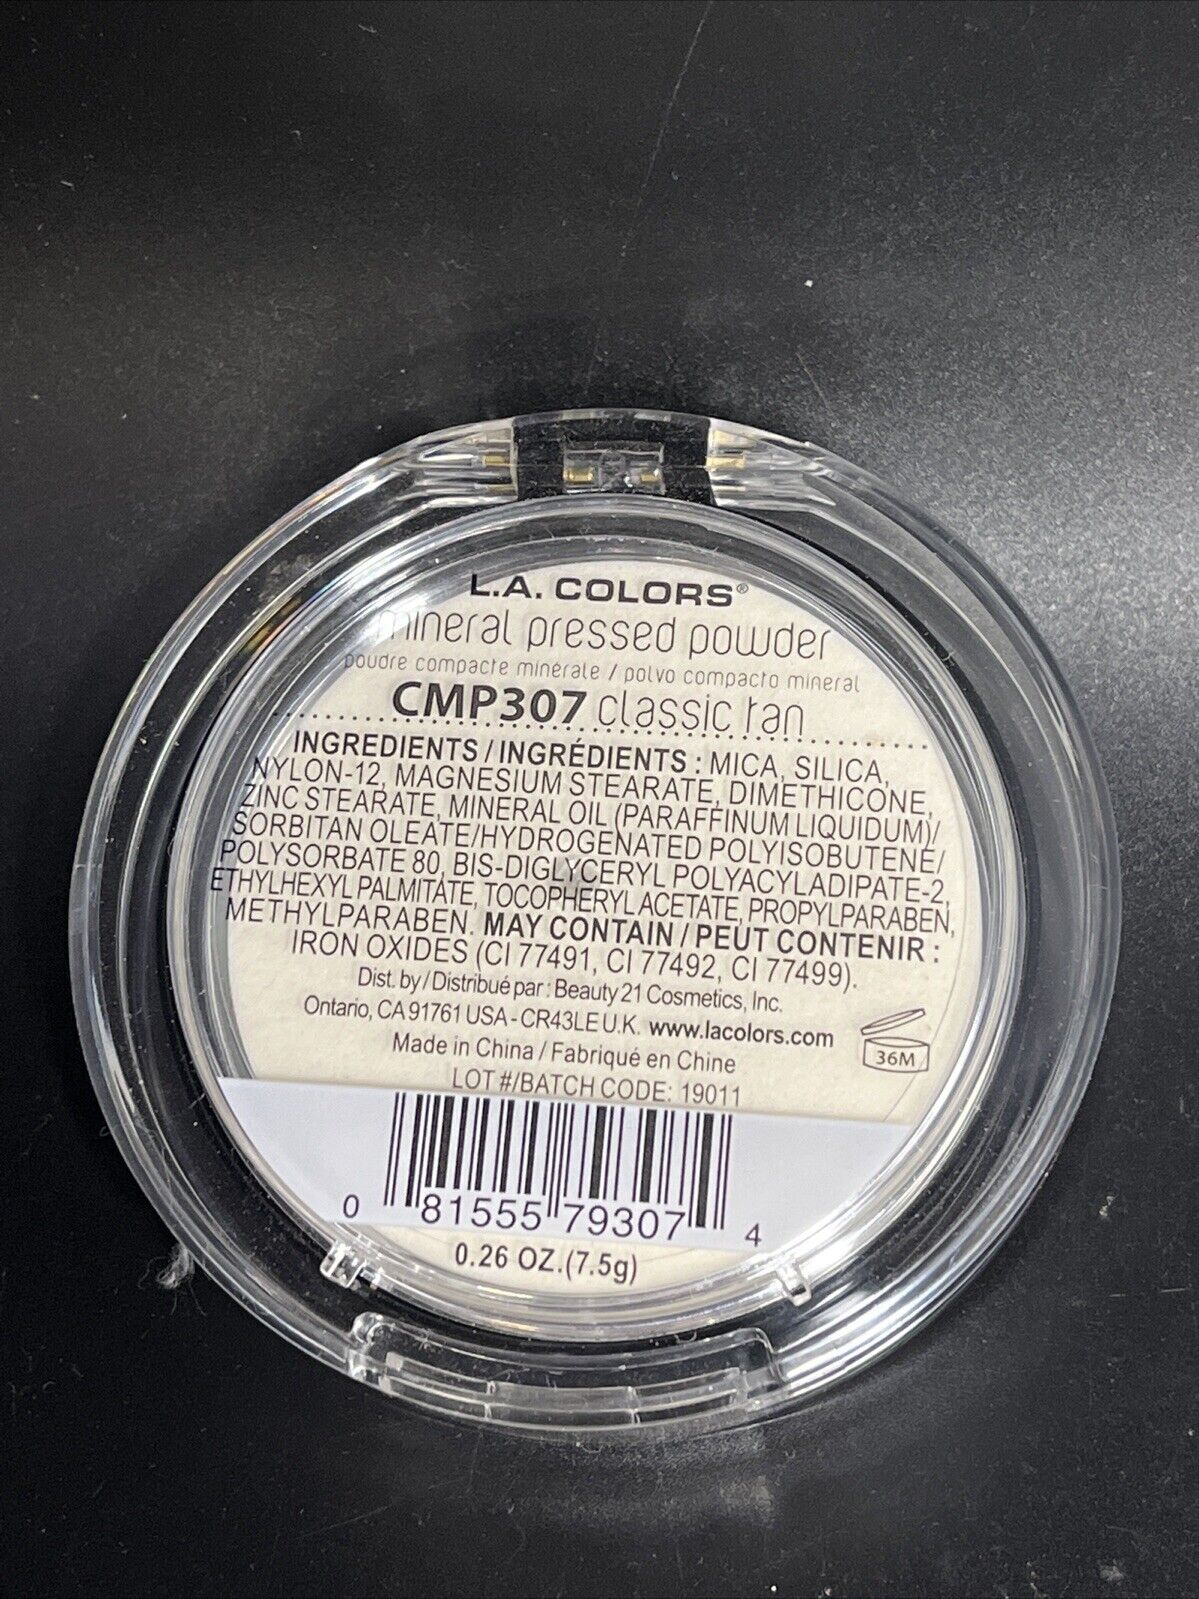 L.A. COLORS®
mineral pressed powder
poudre compacte minérale / polvo compacto mineral
CMP307 classic tan
INGREDIENTS / INGRÉDIENTS : MICA, SILICA,
NYLON-12, MAGNESIUM STEARATE, DIMETHICONE,
ZINC STEARATE, MINERAL OIL (PARAFFINUM LIQUIDUM)/
SORBITAN OLEATE/HYDROGENATED POLYISOBUTENE/
POLYSORBATE 80, BIS-DIGLYCERYL POLYACYLADIPATE-2,
ETHYLHEXYL PALMITATE, TOCOPHERYL ACETATE, PROPYLPARABEN,
METHYLPARABEN. MAY CONTAIN / PEUT CONTENIR :
IRON OXIDES (CI 77491, CI 77492, CI 77499).
Dist. by / Distribué par : Beauty 21 Cosmetics, Inc.
Ontario, CA 91761 USA - CR43LE U.K. www.lacolors.com
36M
Made in China / Fabriqué en Chine
LOT #/BATCH CODE: 19011
0 81555 79307 4
0.26 OZ.(7.5g)